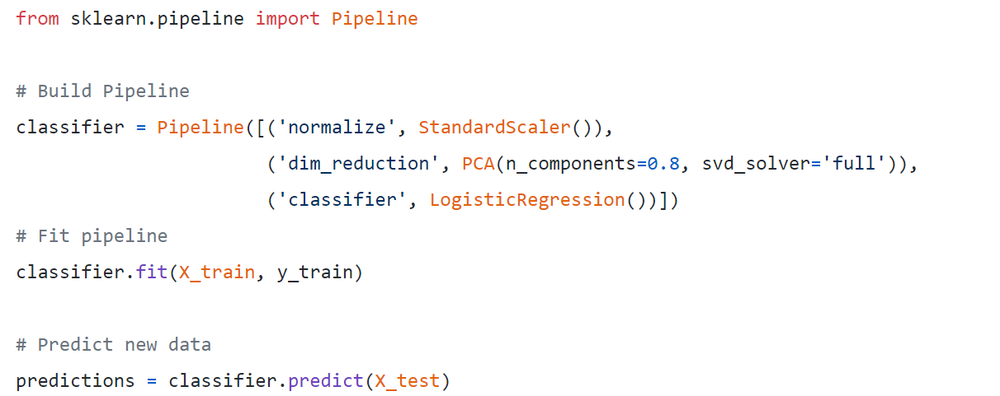 from sklearn.pipeline import Pipeline
# Build Pipeline
classifier = Pipeline([('normalize', StandardScaler()),
('dim_reduction', PCA(n_components=0.8, svd_solver='full')),
('classifier', LogisticRegression())])
# Fit pipeline
classifier.fit(X_train, y_train)
# Predict new data
predictions = classifier.predict(X_test)